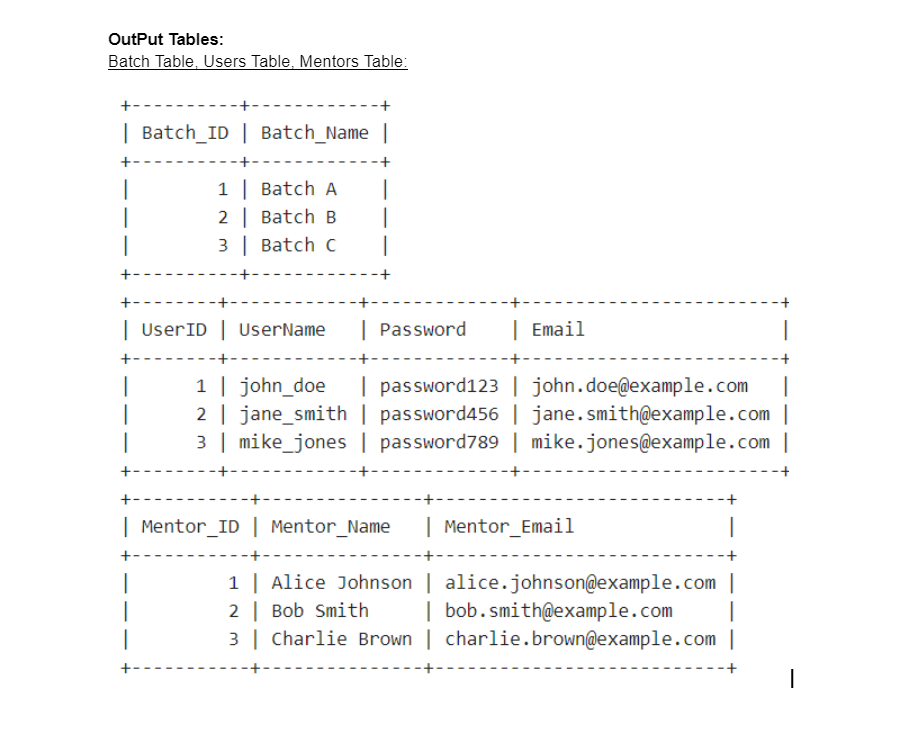 OutPut Tables:
Batch Table, Users Table, Mentors Table:
+----------+------------+
| Batch_ID | Batch_Name |
+----------+------------+
|        1 | Batch A    |
|        2 | Batch B    |
|        3 | Batch C    |
+----------+------------+
+--------+------------+-------------+------------------------+
| UserID | UserName   | Password    | Email                  |
+--------+------------+-------------+------------------------+
|      1 | john_doe   | password123 | john.doe@example.com   |
|      2 | jane_smith | password456 | jane.smith@example.com |
|      3 | mike_jones | password789 | mike.jones@example.com |
+--------+------------+-------------+------------------------+
+-----------+---------------+---------------------------+
| Mentor_ID | Mentor_Name   | Mentor_Email              |
+-----------+---------------+---------------------------+
|         1 | Alice Johnson | alice.johnson@example.com |
|         2 | Bob Smith     | bob.smith@example.com     |
|         3 | Charlie Brown | charlie.brown@example.com |
+-----------+---------------+---------------------------+